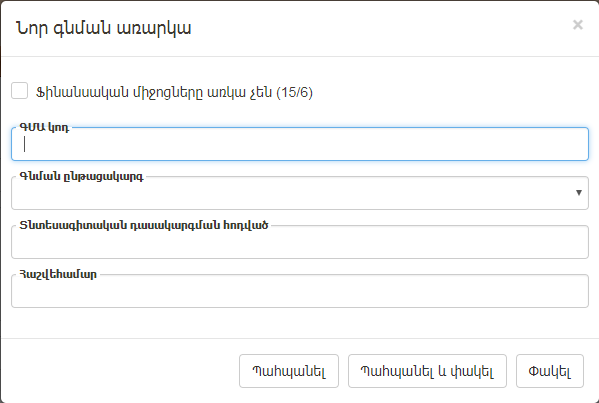 Նոր գնման առարկա ×
Ֆինանսական միջոցները առկա չեն (15/6)
ԳՄԱ կոդ
Գնման ընթացակարգ
Տնտեսագիտական դասակարգման հոդված
Հաշվեհամար
Պահպանել Պահպանել և փակել Փակել